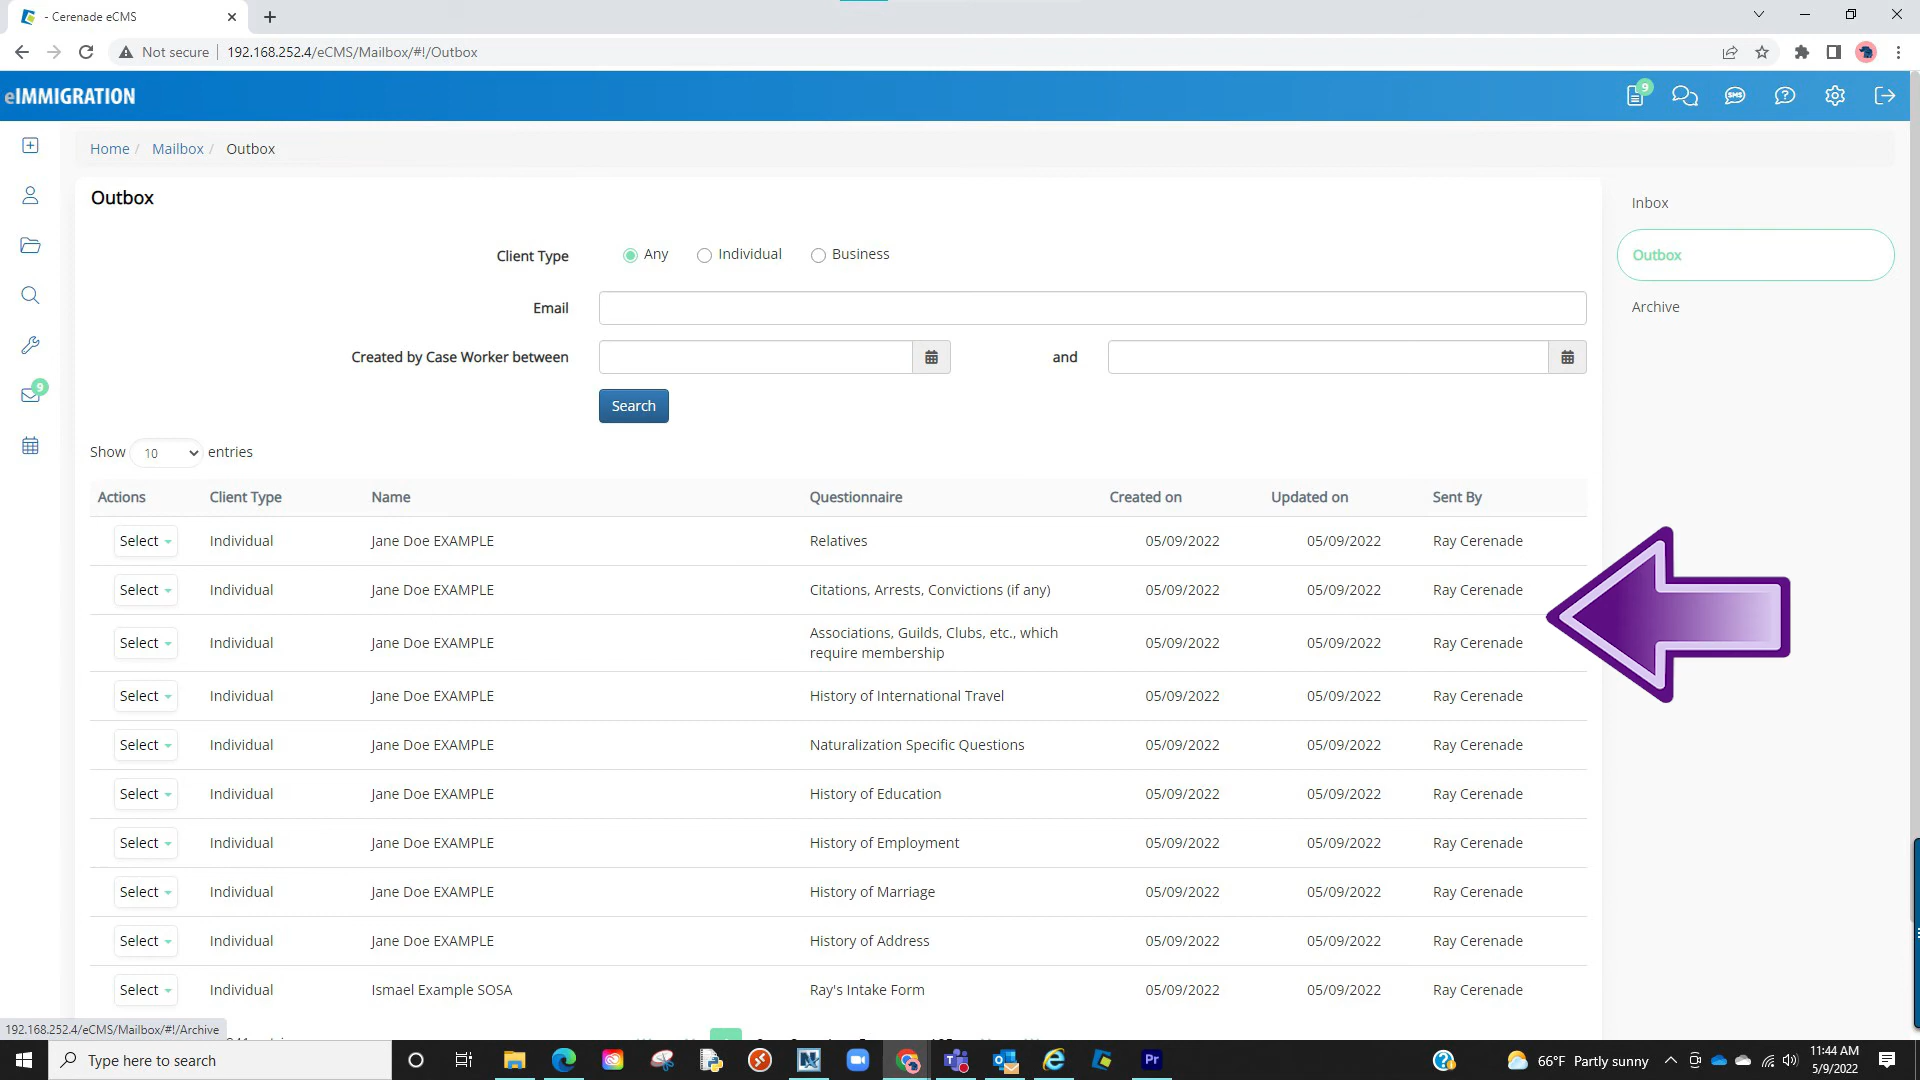 - Cerenade eCMS
Not secure 192.168.252.4/eCMS/Mailbox/#!/Outbox
eIMMIGRATION
9
SMS
Home / Mailbox / Outbox
Outbox
Inbox
Outbox
Archive
Client Type Any Individual Business
Email
Created by Case Worker between and
Search
9
Show 10 entries
Actions Client Type Name Questionnaire Created on Updated on Sent By
Select Individual Jane Doe EXAMPLE Relatives 05/09/2022 05/09/2022 Ray Cerenade
Select Individual Jane Doe EXAMPLE Citations, Arrests, Convictions (if any) 05/09/2022 05/09/2022 Ray Cerenade
Select Individual Jane Doe EXAMPLE Associations, Guilds, Clubs, etc., which
require membership 05/09/2022 05/09/2022 Ray Cerenade
Select Individual Jane Doe EXAMPLE History of International Travel 05/09/2022 05/09/2022 Ray Cerenade
Select Individual Jane Doe EXAMPLE Naturalization Specific Questions 05/09/2022 05/09/2022 Ray Cerenade
Select Individual Jane Doe EXAMPLE History of Education 05/09/2022 05/09/2022 Ray Cerenade
Select Individual Jane Doe EXAMPLE History of Employment 05/09/2022 05/09/2022 Ray Cerenade
Select Individual Jane Doe EXAMPLE History of Marriage 05/09/2022 05/09/2022 Ray Cerenade
Select Individual Jane Doe EXAMPLE History of Address 05/09/2022 05/09/2022 Ray Cerenade
Select Individual Ismael Example SOSA Ray's Intake Form 05/09/2022 05/09/2022 Ray Cerenade
192.168.252.4/eCMS/Mailbox/#!/Archive
Type here to search
Pr
66°F Partly sunny
11:44 AM
5/9/2022